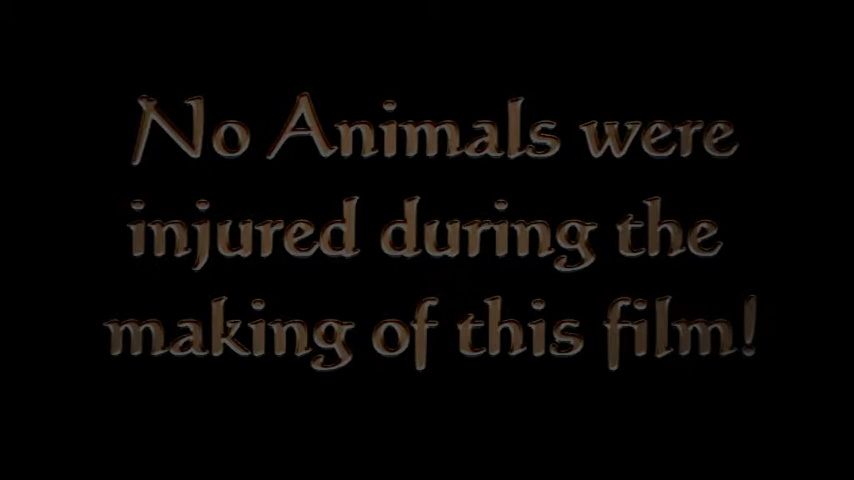 No Animals were
injured during the
making of this film!